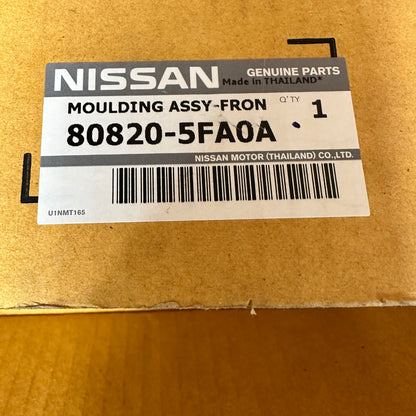 NISSAN GENUINE PARTS
Made in THAILAND*
MOULDING ASSY-FRON Q'TY 1
80820-5FA0A
NISSAN MOTOR (THAILAND) CO.,LTD.
U1NMT165